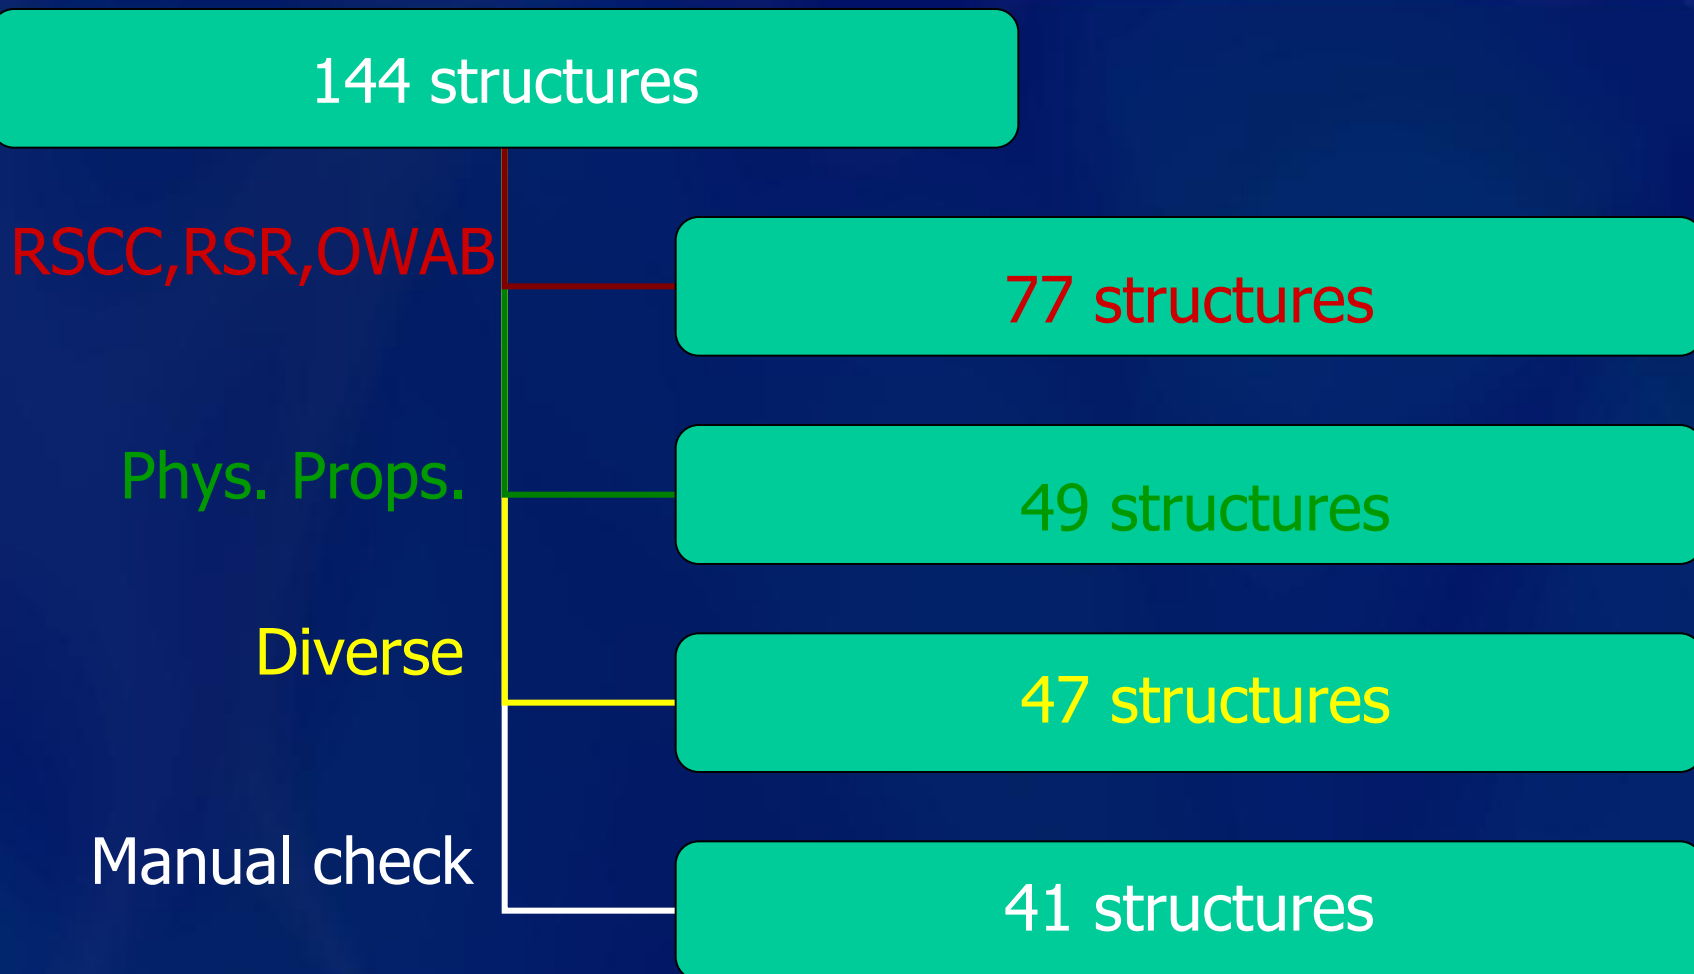 144 structures
RSCC,RSR,OWAB
77 structures
Phys. Props.
49 structures
Diverse
47 structures
Manual check
41 structures